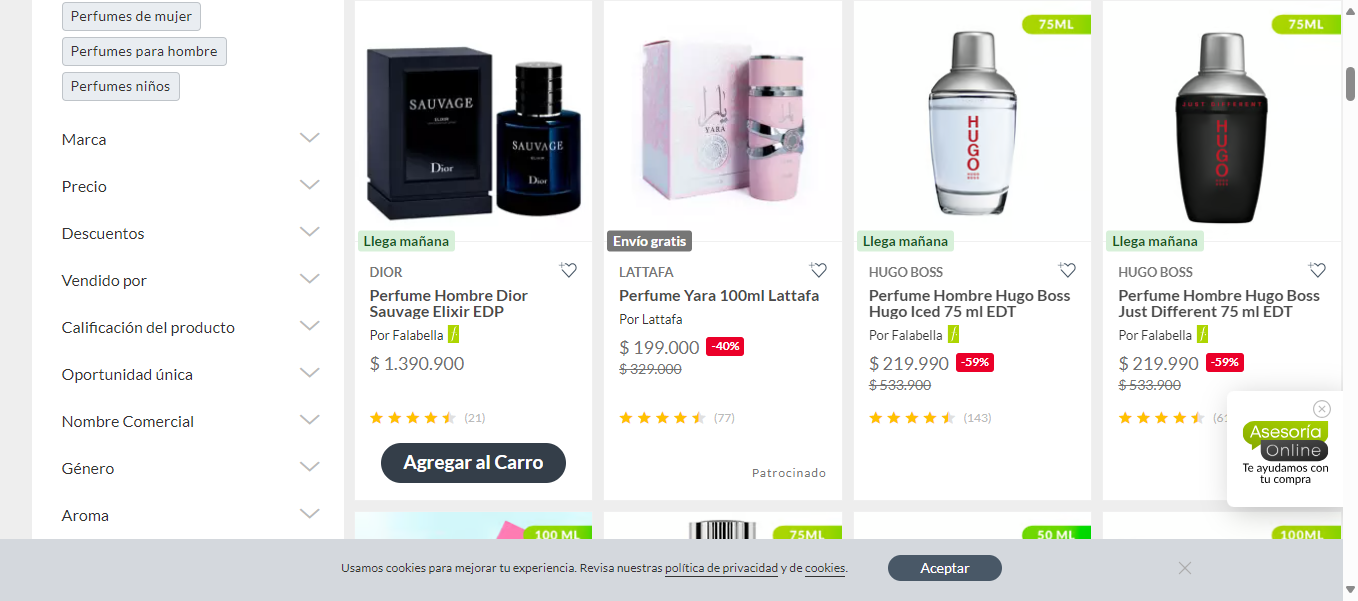 Perfumes de mujer
Perfumes para hombre
Perfumes niños
Marca
Precio
Descuentos
Vendido por
Calificación del producto
Oportunidad única
Nombre Comercial
Género
Aroma
SAUVAGE
ELIXIR
Dior
SAUVAGE
ELIXIR
Dior
Llega mañana
DIOR
Perfume Hombre Dior
Sauvage Elixir EDP
Por Falabella
$ 1.390.900
(21)
Agregar al Carro
YARA
Envío gratis
LATTAFA
Perfume Yara 100ml Lattafa
Por Lattafa
$ 199.000 -40%
$ 329.000
(77)
Patrocinado
75ML
HUGO
HUGO BOSS
Llega mañana
HUGO BOSS
Perfume Hombre Hugo Boss
Hugo Iced 75 ml EDT
Por Falabella
$ 219.990 -59%
$ 533.900
(143)
75ML
JUST DIFFERENT
HUGO
HUGO BOSS
Llega mañana
HUGO BOSS
Perfume Hombre Hugo Boss
Just Different 75 ml EDT
Por Falabella
$ 219.990 -59%
$ 533.900
Asesoría
Online
Te ayudamos con
tu compra
100 ML
75ML
50 ML
100ML
Usamos cookies para mejorar tu experiencia. Revisa nuestras política de privacidad y de cookies.
Aceptar